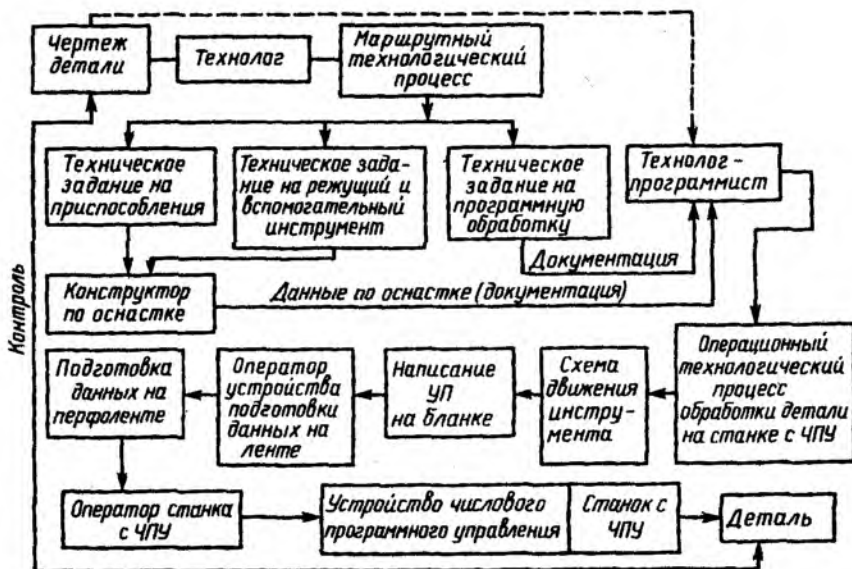 Чертеж
детали
Технолог
Маршрутный
технологический
процесс
Техническое
задание на
приспособления
Техническое зада-
ние на режущий и
вспомогательный
инструмент
Техническое
задание на
программную
обработку
Технолог-
программист
Документация
Контроль
Конструктор
по оснастке
Данные по оснастке (документация)
Подготовка
данных на
перфоленте
Оператор
устройства
подготовки
данных на
ленте
Написание
УП
на бланке
Схема
движения
инстру-
мента
Операционный
технологический
процесс
обработки детали
на станке с ЧПУ
Оператор станка
с ЧПУ
Устройство числового
программного управления
Станок с
ЧПУ
Деталь